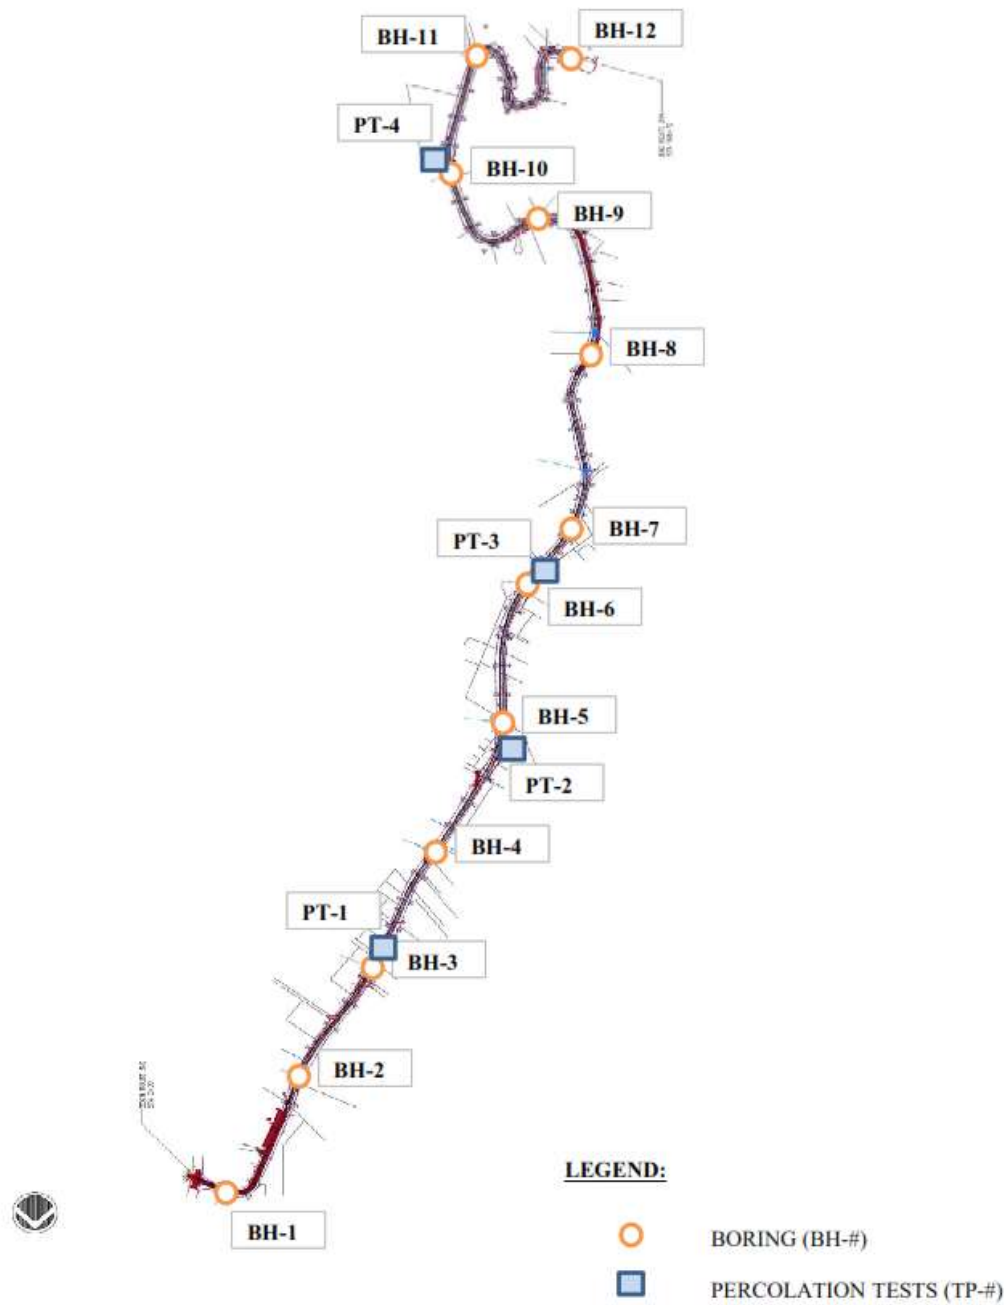 BH-11
BH-12
PT-4
BH-10
BH-9
BH-8
BH-7
PT-3
BH-6
BH-5
PT-2
BH-4
PT-1
BH-3
BH-2
BH-1
LEGEND:
BORING (BH-#)
PERCOLATION TESTS (TP-#)